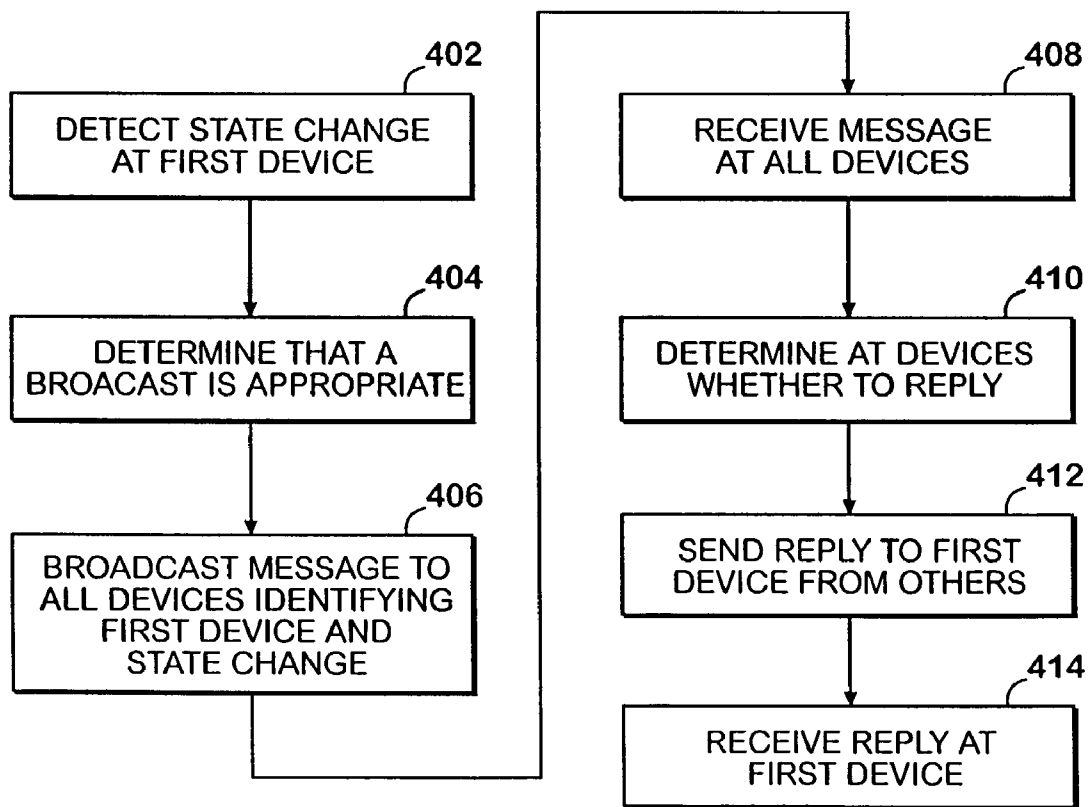 402
DETECT STATE CHANGE
AT FIRST DEVICE
404
DETERMINE THAT A
BROACAST IS APPROPRIATE
406
BROADCAST MESSAGE TO
ALL DEVICES IDENTIFYING
FIRST DEVICE AND
STATE CHANGE
408
RECEIVE MESSAGE
AT ALL DEVICES
410
DETERMINE AT DEVICES
WHETHER TO REPLY
412
SEND REPLY TO FIRST
DEVICE FROM OTHERS
414
RECEIVE REPLY AT
FIRST DEVICE